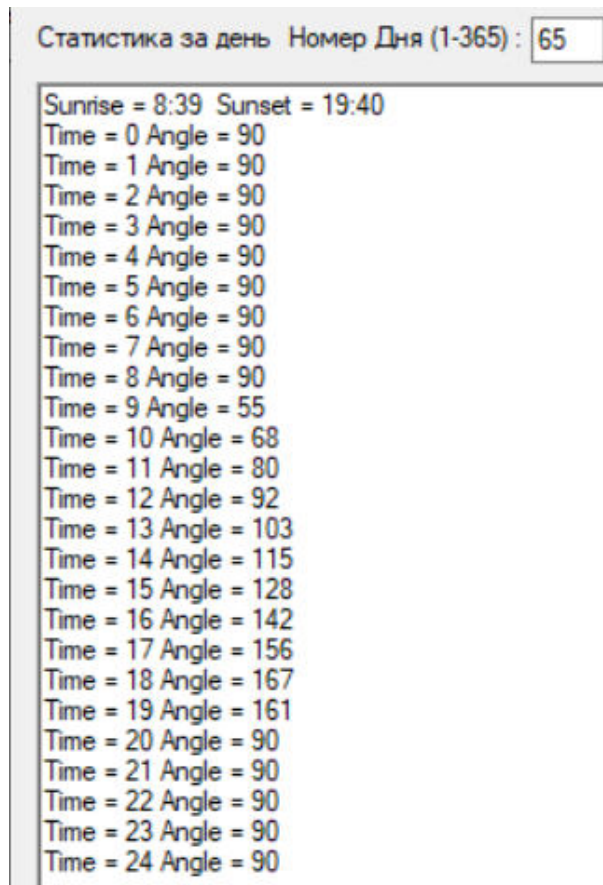 Статистика за день Номер Дня (1-365) : 65
Sunrise = 8:39 Sunset = 19:40
Time = 0 Angle = 90
Time = 1 Angle = 90
Time = 2 Angle = 90
Time = 3 Angle = 90
Time = 4 Angle = 90
Time = 5 Angle = 90
Time = 6 Angle = 90
Time = 7 Angle = 90
Time = 8 Angle = 90
Time = 9 Angle = 55
Time = 10 Angle = 68
Time = 11 Angle = 80
Time = 12 Angle = 92
Time = 13 Angle = 103
Time = 14 Angle = 115
Time = 15 Angle = 128
Time = 16 Angle = 142
Time = 17 Angle = 156
Time = 18 Angle = 167
Time = 19 Angle = 161
Time = 20 Angle = 90
Time = 21 Angle = 90
Time = 22 Angle = 90
Time = 23 Angle = 90
Time = 24 Angle = 90